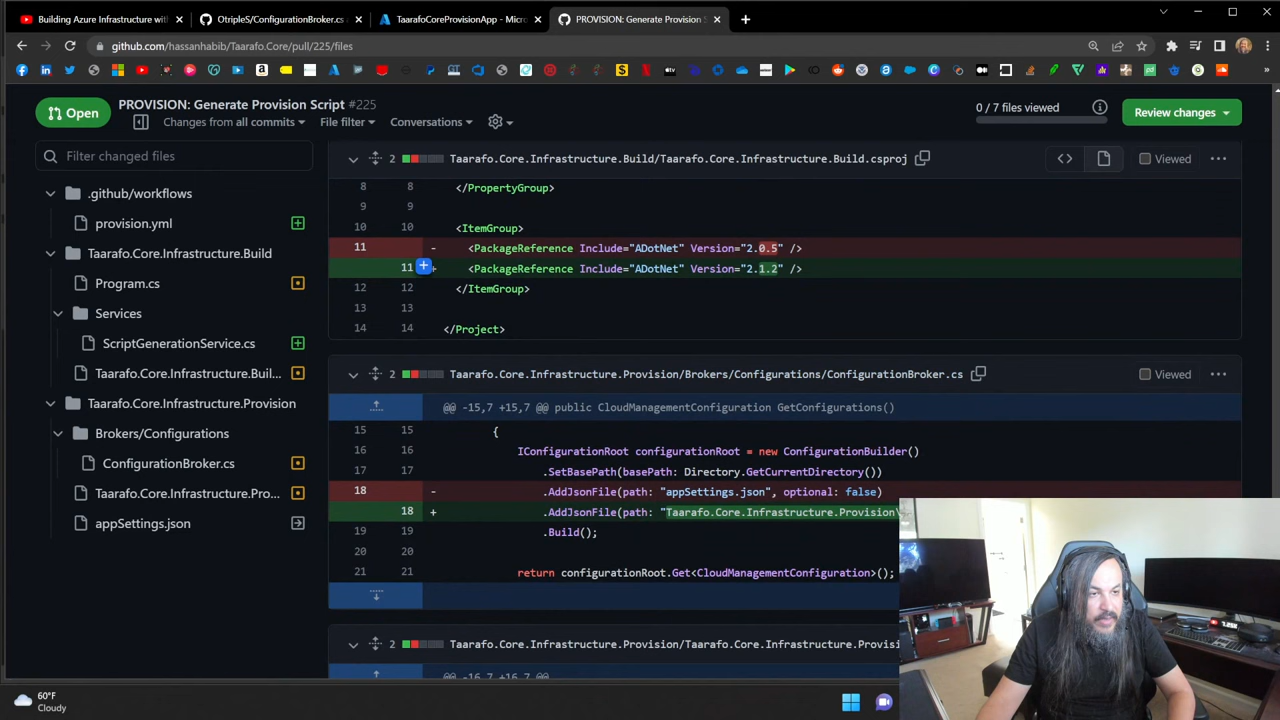 Building Azure Infrastructure with
OtripleS/ConfigurationBroker.cs
TaarafoCoreProvisionApp - Micro
PROVISION: Generate Provision S
github.com/hassanhabib/Taarafo.Core/pull/225/files
Open
PROVISION: Generate Provision Script #225
Changes from all commits
File filter
Conversations
0 / 7 files viewed
Review changes
Filter changed files
.github/workflows
provision.yml
Taarafo.Core.Infrastructure.Build
Program.cs
Services
ScriptGenerationService.cs
Taarafo.Core.Infrastructure.Buil...
Taarafo.Core.Infrastructure.Provision
Brokers/Configurations
ConfigurationBroker.cs
Taarafo.Core.Infrastructure.Pro...
appSettings.json
2 Taarafo.Core.Infrastructure.Build/Taarafo.Core.Infrastructure.Build.csproj
Viewed
8 8 </PropertyGroup>
9 9
10 10 <ItemGroup>
11 - <PackageReference Include="ADotNet" Version="2.0.5" />
11 + <PackageReference Include="ADotNet" Version="2.1.2" />
12 12 </ItemGroup>
13 13
14 14 </Project>
2 Taarafo.Core.Infrastructure.Provision/Brokers/Configurations/ConfigurationBroker.cs
Viewed
@@ -15,7 +15,7 @@ public CloudManagementConfiguration GetConfigurations()
15 15 {
16 16 IConfigurationRoot configurationRoot = new ConfigurationBuilder()
17 17 .SetBasePath(basePath: Directory.GetCurrentDirectory())
18 - .AddJsonFile(path: "appSettings.json", optional: false)
18 + .AddJsonFile(path: "Taarafo.Core.Infrastructure.Provision\
19 19 .Build();
20 20
21 21 return configurationRoot.Get<CloudManagementConfiguration>();
2 Taarafo.Core.Infrastructure.Provision/Taarafo.Core.Infrastructure.Provisi
@@ -16,7 +16,7 @@
60°F
Cloudy